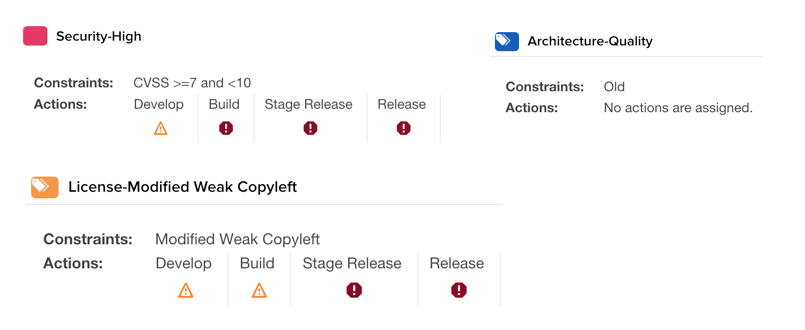 Security-High
Constraints: CVSS >=7 and <10
Actions: Develop Build Stage Release Release
Architecture-Quality
Constraints: Old
Actions: No actions are assigned.
License-Modified Weak Copyleft
Constraints: Modified Weak Copyleft
Actions: Develop Build Stage Release Release